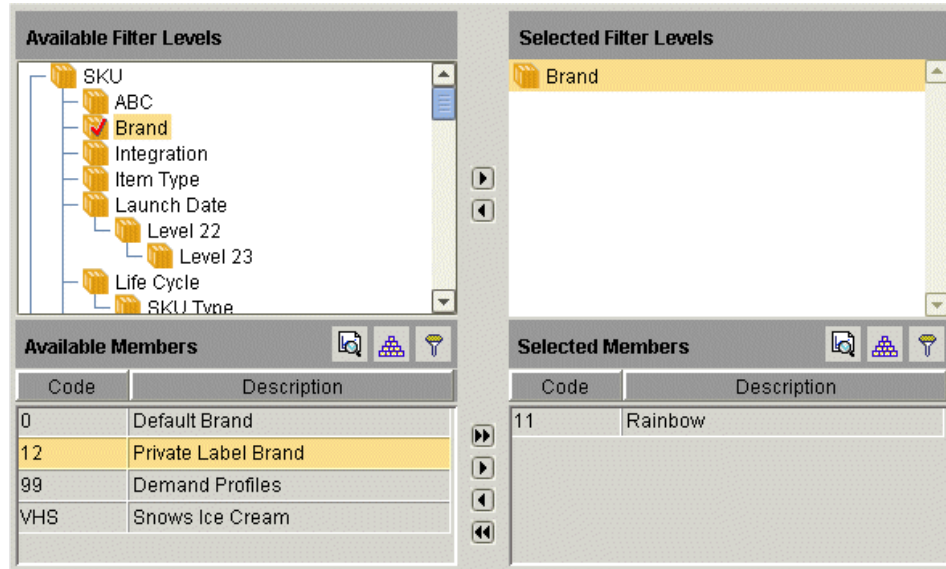 Available Filter Levels
SKU
ABC
Brand
Integration
Item Type
Launch Date
Level 22
Level 23
Life Cycle
SKU Type
Selected Filter Levels
Brand
Available Members
Code Description
0 Default Brand
12 Private Label Brand
99 Demand Profiles
VHS Snows Ice Cream
Selected Members
Code Description
11 Rainbow